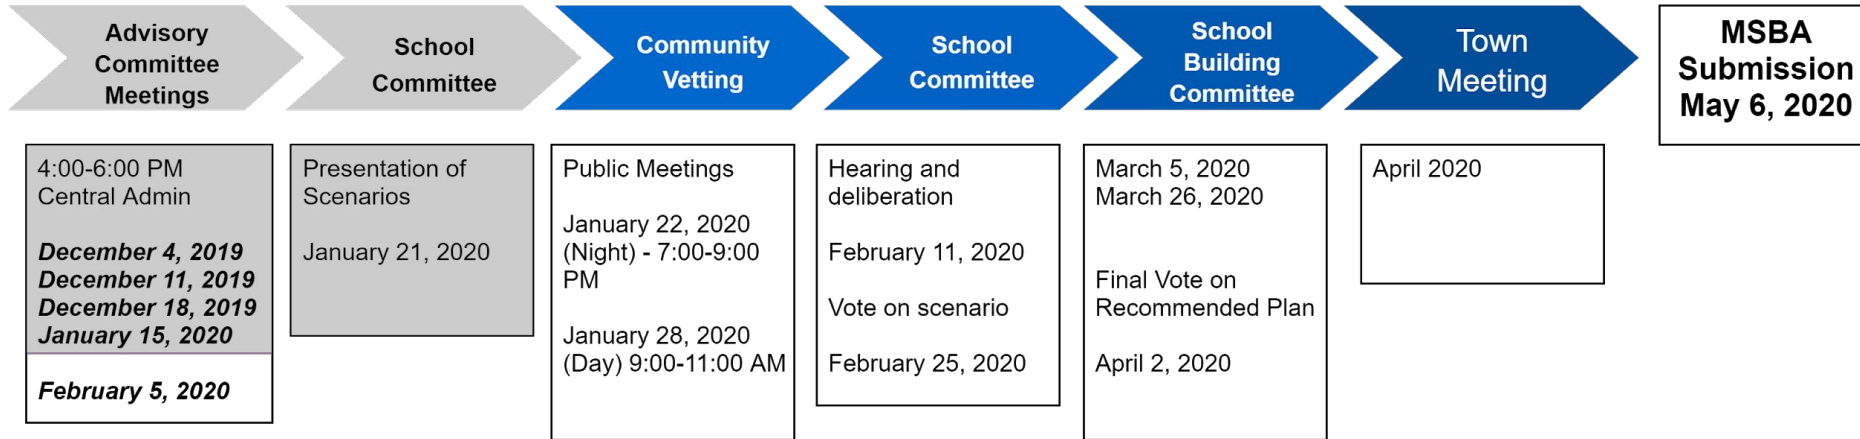 Advisory
Committee
Meetings
School
Committee
Community
Vetting
School
Committee
School
Building
Committee
Town
Meeting
MSBA
Submission
May 6, 2020
4:00-6:00 PM
Central Admin
December 4, 2019
December 11, 2019
December 18, 2019
January 15, 2020
February 5, 2020
Presentation of
Scenarios
January 21, 2020
Public Meetings
January 22, 2020
(Night) - 7:00-9:00
PM
January 28, 2020
(Day) 9:00-11:00 AM
Hearing and
deliberation
February 11, 2020
Vote on scenario
February 25, 2020
March 5, 2020
March 26, 2020
Final Vote on
Recommended Plan
April 2, 2020
April 2020